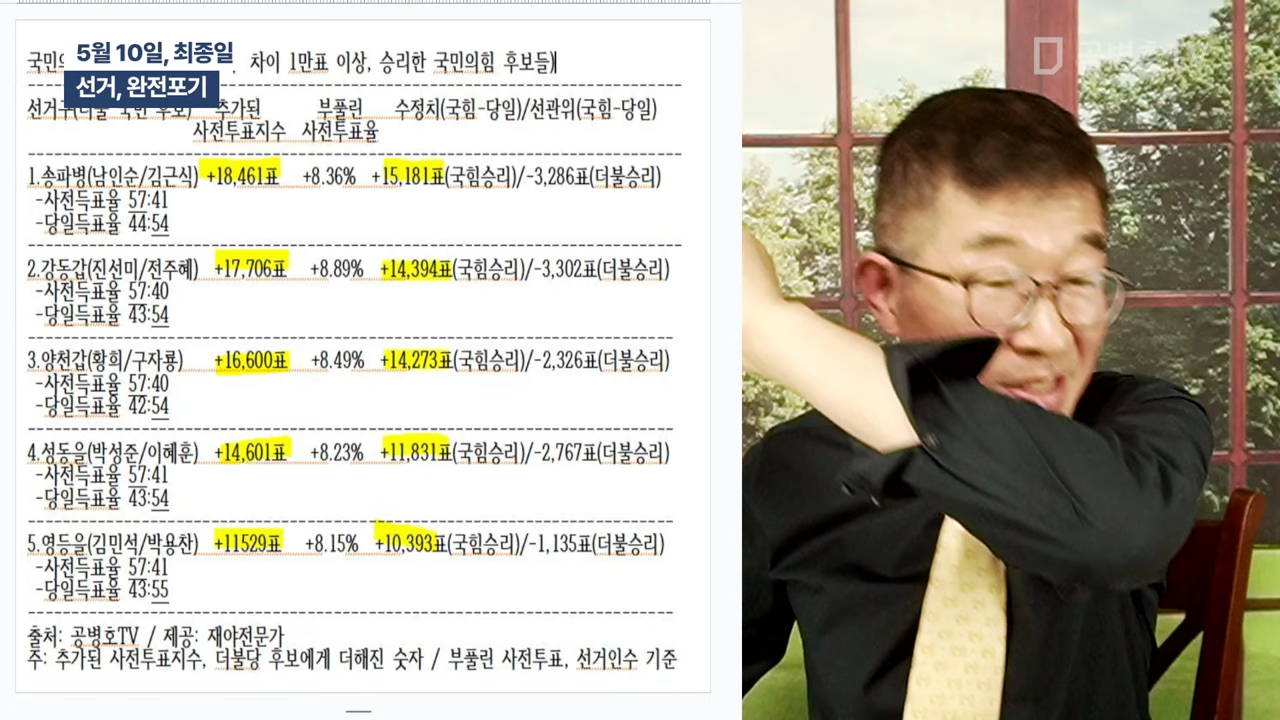 5월 10일, 최종일
선거, 완전포기
차이 1만표 이상, 승리한 국민의힘 후보들
추가된 부풀린 수정치(국힘-당일)/선관위(국힘-당일)
사전투표지수 사전투표율
1.송파병(남인순/김근식) +18,461표 +8.36% +15,181표(국힘승리)/-3,286표(더불승리)
-사전득표율 57:41
-당일득표율 44:54
2.강동갑(진선미/전주혜) +17,706표 +8.89% +14,394표(국힘승리)/-3,302표(더불승리)
-사전득표율 57:40
-당일득표율 43:54
3.양천갑(황희/구자룡) +16,600표 +8.49% +14,273표(국힘승리)/-2,326표(더불승리)
-사전득표율 57:40
-당일득표율 42:54
4.성동을(박성준/이혜훈) +14,601표 +8.23% +11,831표(국힘승리)/-2,767표(더불승리)
-사전득표율 57:41
-당일득표율 43:54
5.영등을(김민석/박용찬) +11529표 +8.15% +10,393표(국힘승리)/-1,135표(더불승리)
-사전득표율 57:41
-당일득표율 43:55
출처: 공병호TV / 제공: 재야전문가
주: 추가된 사전투표지수, 더불당 후보에게 더해진 숫자 / 부풀린 사전투표, 선거인수 기준
공병호TV